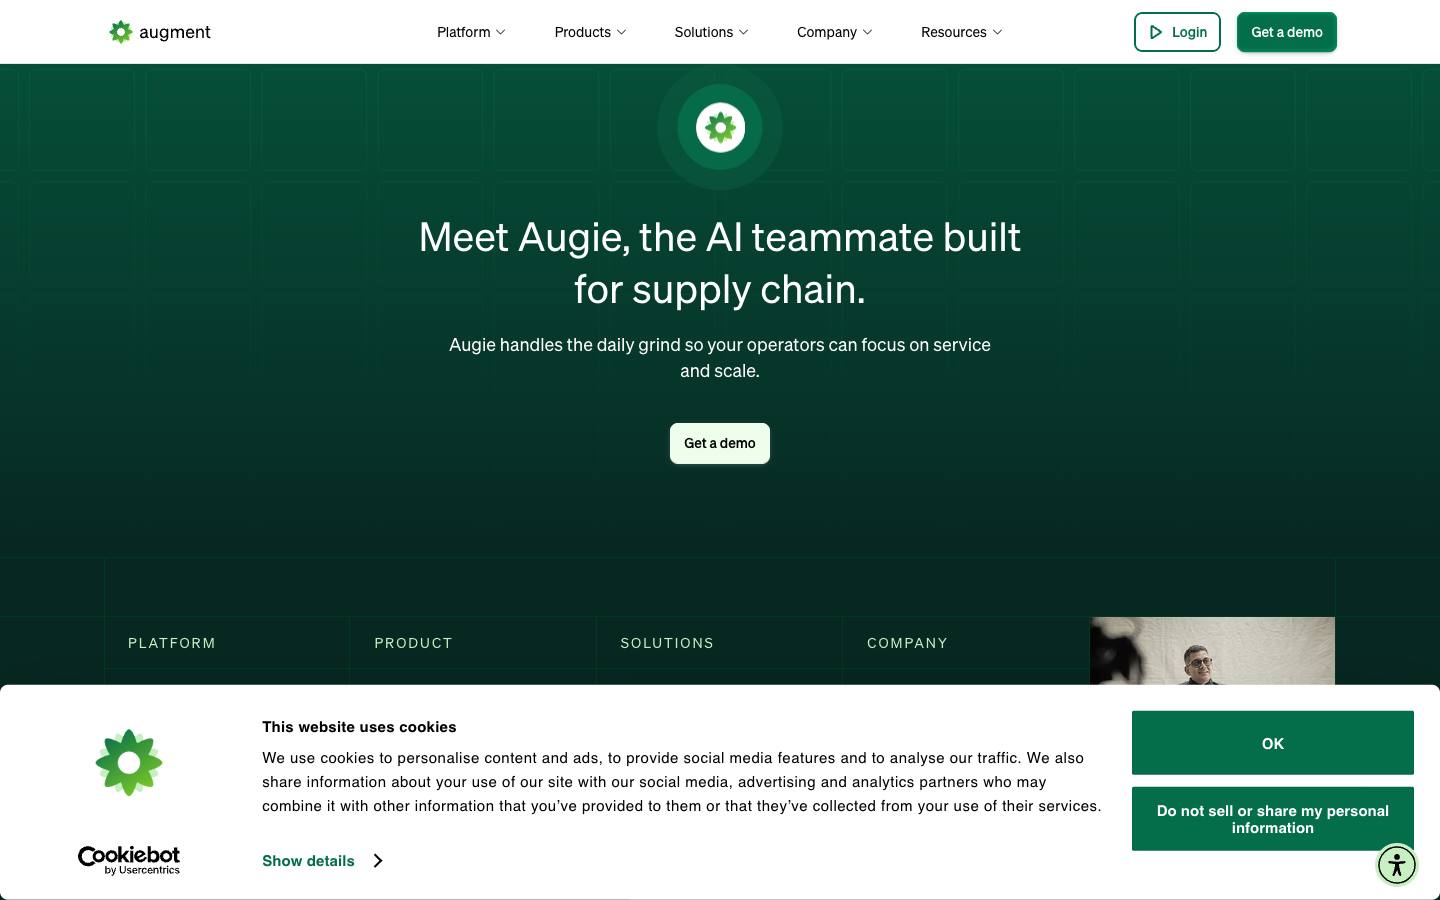 augment
Platform
Products
Solutions
Company
Resources
Login
Get a demo
Meet Augie, the AI teammate built
for supply chain.
Augie handles the daily grind so your operators can focus on service
and scale.
Get a demo
PLATFORM
PRODUCT
SOLUTIONS
COMPANY
This website uses cookies
We use cookies to personalise content and ads, to provide social media features and to analyse our traffic. We also
share information about your use of our site with our social media, advertising and analytics partners who may
combine it with other information that you’ve provided to them or that they’ve collected from your use of their services.
Show details
OK
Do not sell or share my personal
information
Cookiebot
by Usercentrics